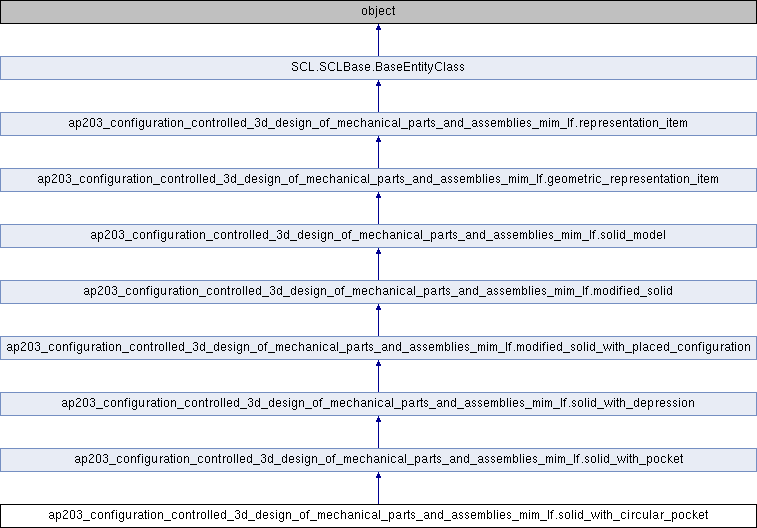 object
SCL.SCLBase.BaseEntityClass
ap203_configuration_controlled_3d_design_of_mechanical_parts_and_assemblies_mim_lf.representation_item
ap203_configuration_controlled_3d_design_of_mechanical_parts_and_assemblies_mim_lf.geometric_representation_item
ap203_configuration_controlled_3d_design_of_mechanical_parts_and_assemblies_mim_lf.solid_model
ap203_configuration_controlled_3d_design_of_mechanical_parts_and_assemblies_mim_lf.modified_solid
ap203_configuration_controlled_3d_design_of_mechanical_parts_and_assemblies_mim_lf.modified_solid_with_placed_configuration
ap203_configuration_controlled_3d_design_of_mechanical_parts_and_assemblies_mim_lf.solid_with_depression
ap203_configuration_controlled_3d_design_of_mechanical_parts_and_assemblies_mim_lf.solid_with_pocket
ap203_configuration_controlled_3d_design_of_mechanical_parts_and_assemblies_mim_lf.solid_with_circular_pocket